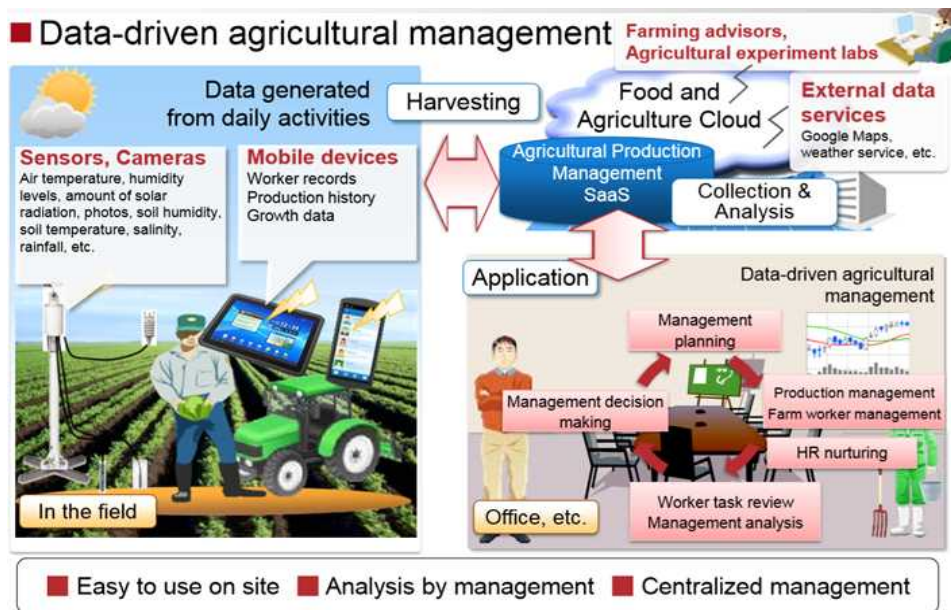 Data-driven agricultural management
Farming advisors,
Agricultural experiment labs
Data generated
from daily activities
Harvesting
Food and
Agriculture Cloud
External data
services
Google Maps,
weather service, etc.
Sensors, Cameras
Air temperature, humidity
levels, amount of solar
radiation, photos, soil humidity,
soil temperature, salinity,
rainfall, etc.
Mobile devices
Worker records
Production history
Growth data
Agricultural Production
Management
SaaS
Collection &
Analysis
In the field
Application
Data-driven agricultural
management
Management
planning
Production management
Farm worker management
HR nurturing
Worker task review
Management analysis
Management decision
making
Office, etc.
Easy to use on site
Analysis by management
Centralized management